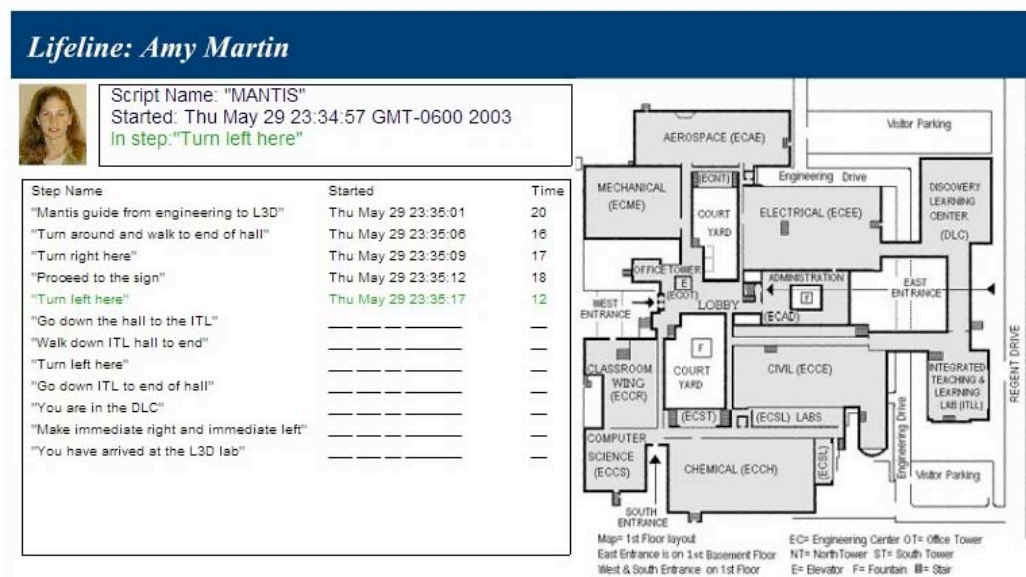 Lifeline: Amy Martin
Script Name: "MANTIS"
Started: Thu May 29 23:34:57 GMT-0600 2003
In step:"Turn left here"
Step Name Started Time
"Mantis guide from engineering to L3D" Thu May 29 23:35:01 20
"Turn around and walk to end of hall" Thu May 29 23:35:06 16
"Turn right here" Thu May 29 23:35:09 17
"Proceed to the sign" Thu May 29 23:35:12 18
"Turn left here" Thu May 29 23:35:17 12
"Go down the hall to the ITL"
"Walk down ITL hall to end"
"Turn left here"
"Go down ITL to end of hall"
"You are in the DLC"
"Make immediate right and immediate left"
"You have arrived at the L3D lab"
AEROSPACE (ECAE)
Visitor Parking
Engineering Drive
MECHANICAL
(ECME)
(ECNT)
COURT
YARD
ELECTRICAL (ECEE)
DISCOVERY
LEARNING
CENTER
(DLC)
OFFICE TOWER
E
(ECOT)
LOBBY
ADMINISTRATION
F
(ECAD)
EAST
ENTRANCE
WEST
ENTRANCE
REGENT DRIVE
CLASSROOM
WING
(ECCR)
F
COURT
YARD
CIVIL (ECCE)
INTEGRATED
TEACHING &
LEARNING
LAB (ITLL)
(ECST)
(ECSL) LABS
Engineering Drive
COMPUTER
SCIENCE
(ECCS)
CHEMICAL (ECCH)
(ECSL)
Visitor Parking
SOUTH
ENTRANCE
Map= 1st Floor layout
East Entrance is on 1st Basement Floor
West & South Entrance on 1st Floor
EC= Engineering Center OT= Office Tower
NT= North Tower ST= South Tower
E= Elevator F= Fountain = Stair